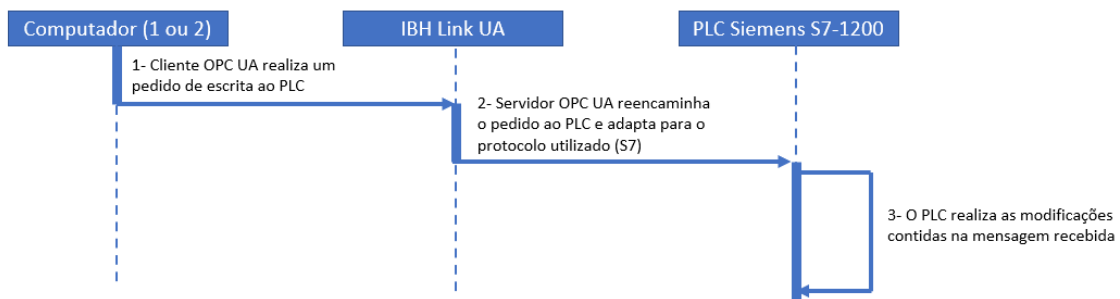 Computador (1 ou 2)
IBH Link UA
PLC Siemens S7-1200
1- Cliente OPC UA realiza um
pedido de escrita ao PLC
2- Servidor OPC UA reencaminha
o pedido ao PLC e adapta para o
protocolo utilizado (S7)
3- O PLC realiza as modificações
contidas na mensagem recebida